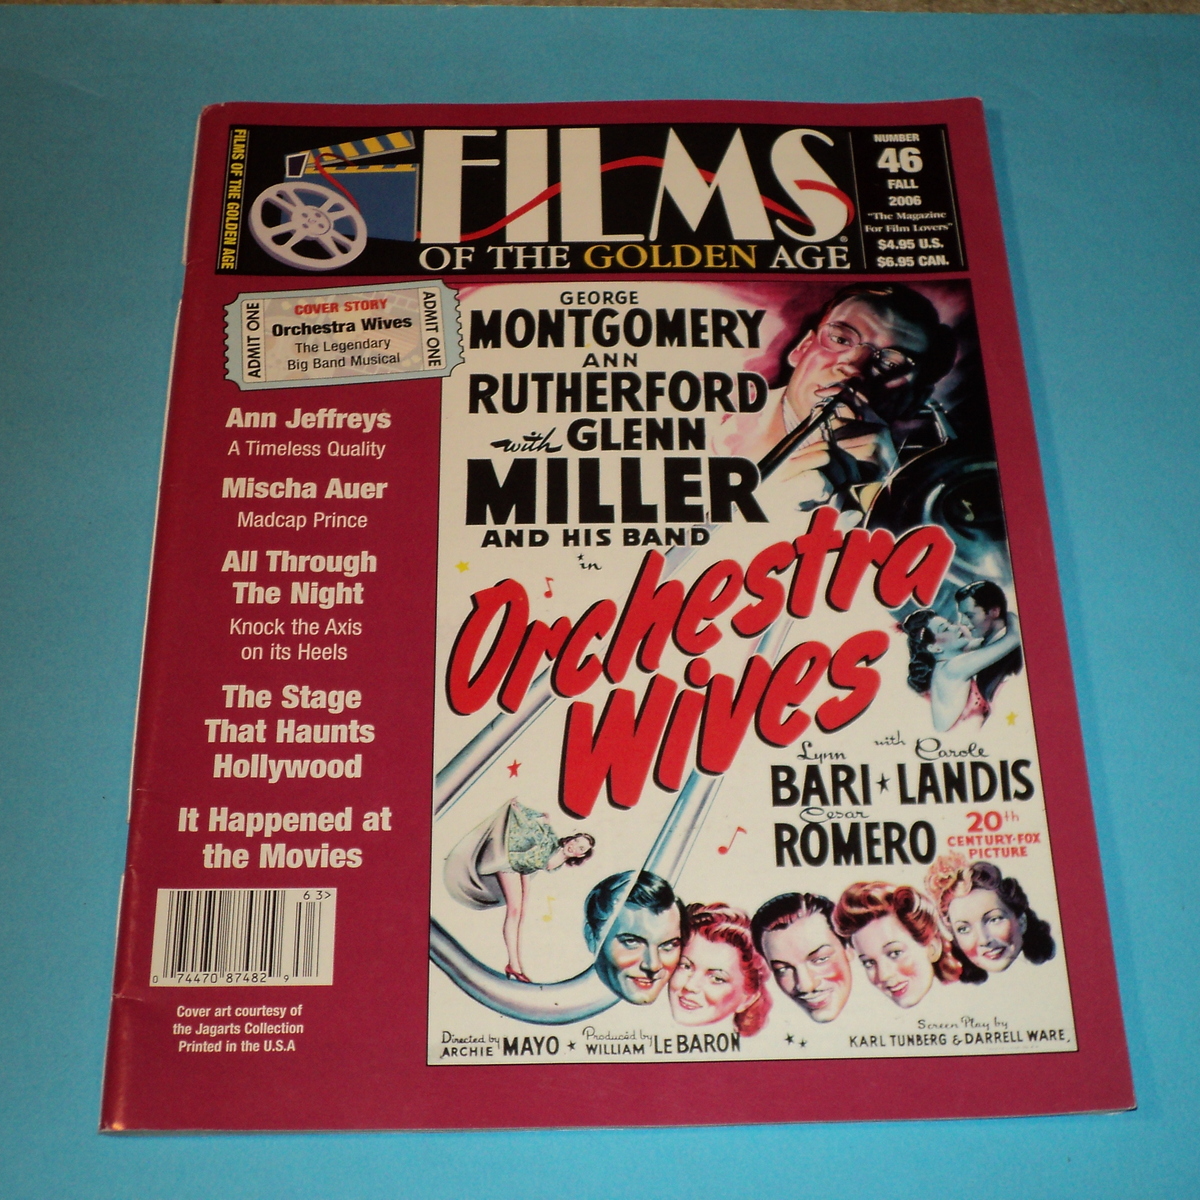 FILMS OF THE GOLDEN AGE
FILMS
OF THE GOLDEN AGE
NUMBER
46
FALL
2006
"The Magazine
For Film Lovers"
$4.95 U.S.
$6.95 CAN.
ADMIT ONE
COVER STORY
Orchestra Wives
The Legendary
Big Band Musical
ADMIT ONE
Ann Jeffreys
A Timeless Quality
Mischa Auer
Madcap Prince
All Through
The Night
Knock the Axis
on its Heels
The Stage
That Haunts
Hollywood
It Happened at
the Movies
63>
0 74470 87482 9
Cover art courtesy of
the Jagarts Collection
Printed in the U.S.A
GEORGE
MONTGOMERY
ANN
RUTHERFORD
with GLENN
MILLER
AND HIS BAND
in
Orchestra
Wives
with
Lynn Carole
BARI ★ LANDIS
Cesar
ROMERO
20th
CENTURY-FOX
PICTURE
Directed by
ARCHIE MAYO ★ Produced by
WILLIAM LE BARON
Screen Play by
KARL TUNBERG & DARRELL WARE,